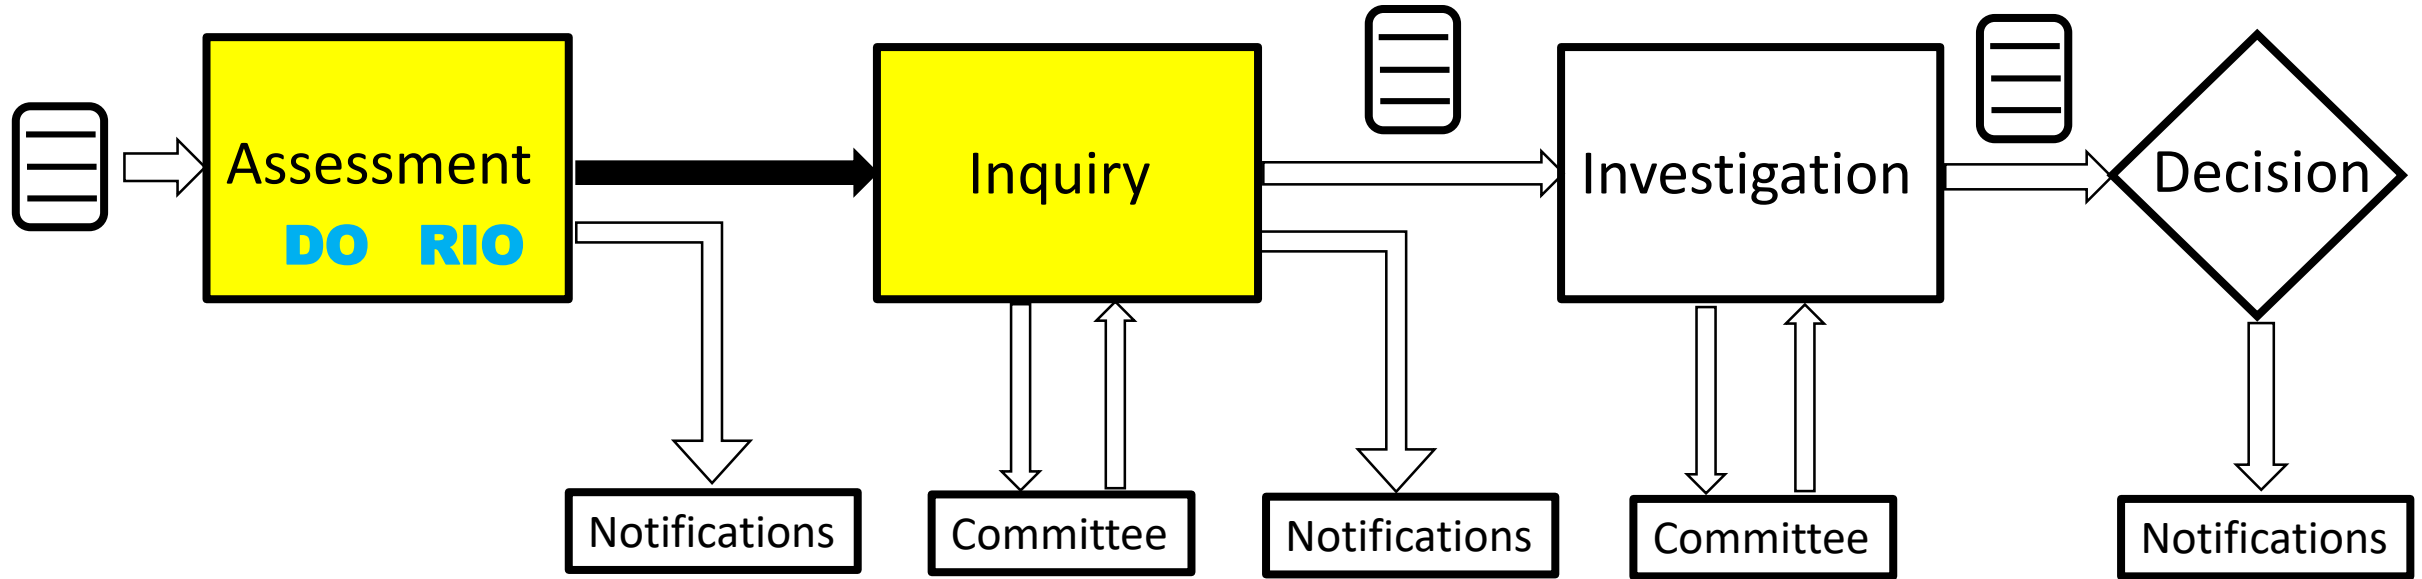 Assessment
DO RIO
Inquiry
Investigation
Decision
Notifications
Committee
Notifications
Committee
Notifications